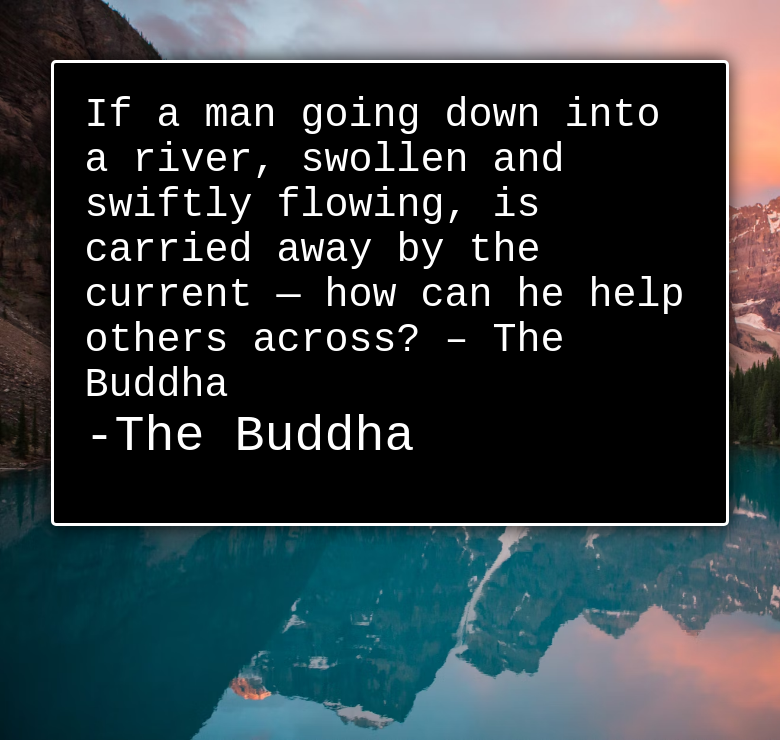 If a man going down into
a river, swollen and
swiftly flowing, is
carried away by the
current — how can he help
others across? – The
Buddha
-The Buddha